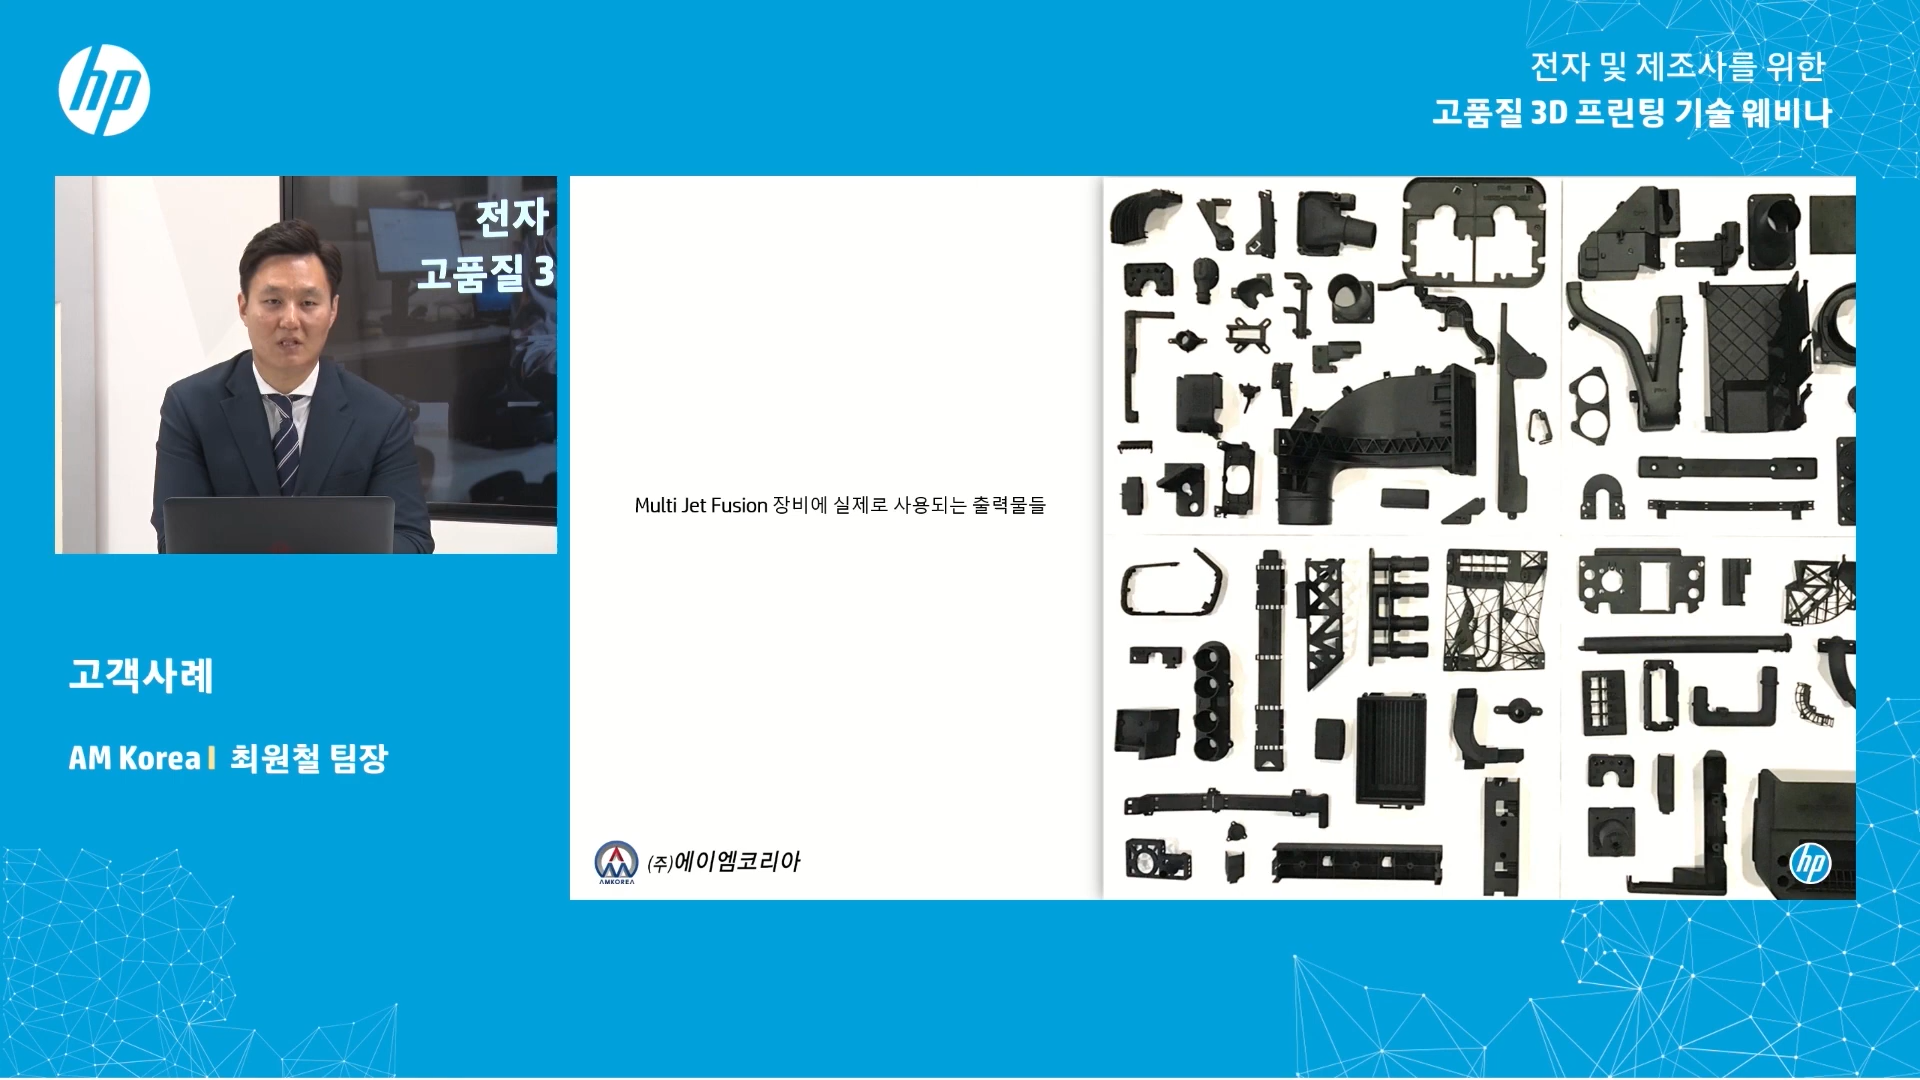 hp
전자 및 제조사를 위한
고품질 3D 프린팅 기술 웨비나
전자
고품질 3
Multi Jet Fusion 장비에 실제로 사용되는 출력물들
고객사례
AM Korea | 최원철 팀장
AMKOREA
(주)에이엠코리아
hp